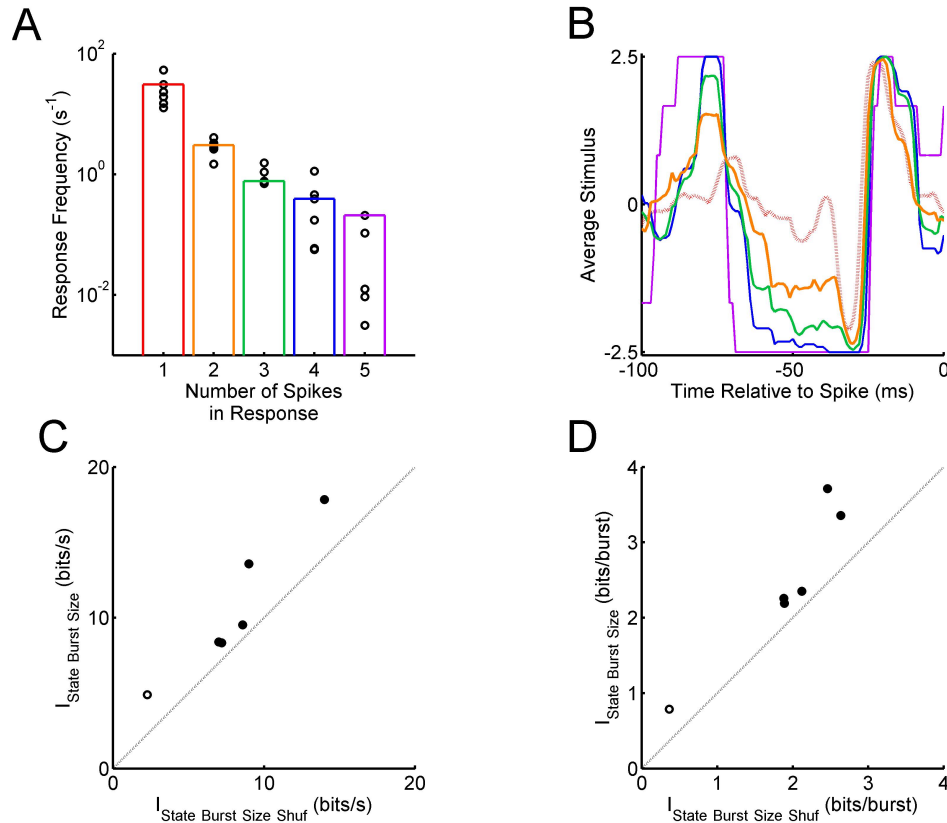 A
Response Frequency (s⁻¹)
10²
10⁰
10⁻²
1 2 3 4 5
Number of Spikes
in Response
B
Average Stimulus
2.5
0
-2.5
-100 -50 0
Time Relative to Spike (ms)
C
I State Burst Size (bits/s)
20
10
0
0 10 20
I State Burst Size Shuf (bits/s)
D
I State Burst Size (bits/burst)
4
3
2
1
0
0 1 2 3 4
I State Burst Size Shuf (bits/burst)